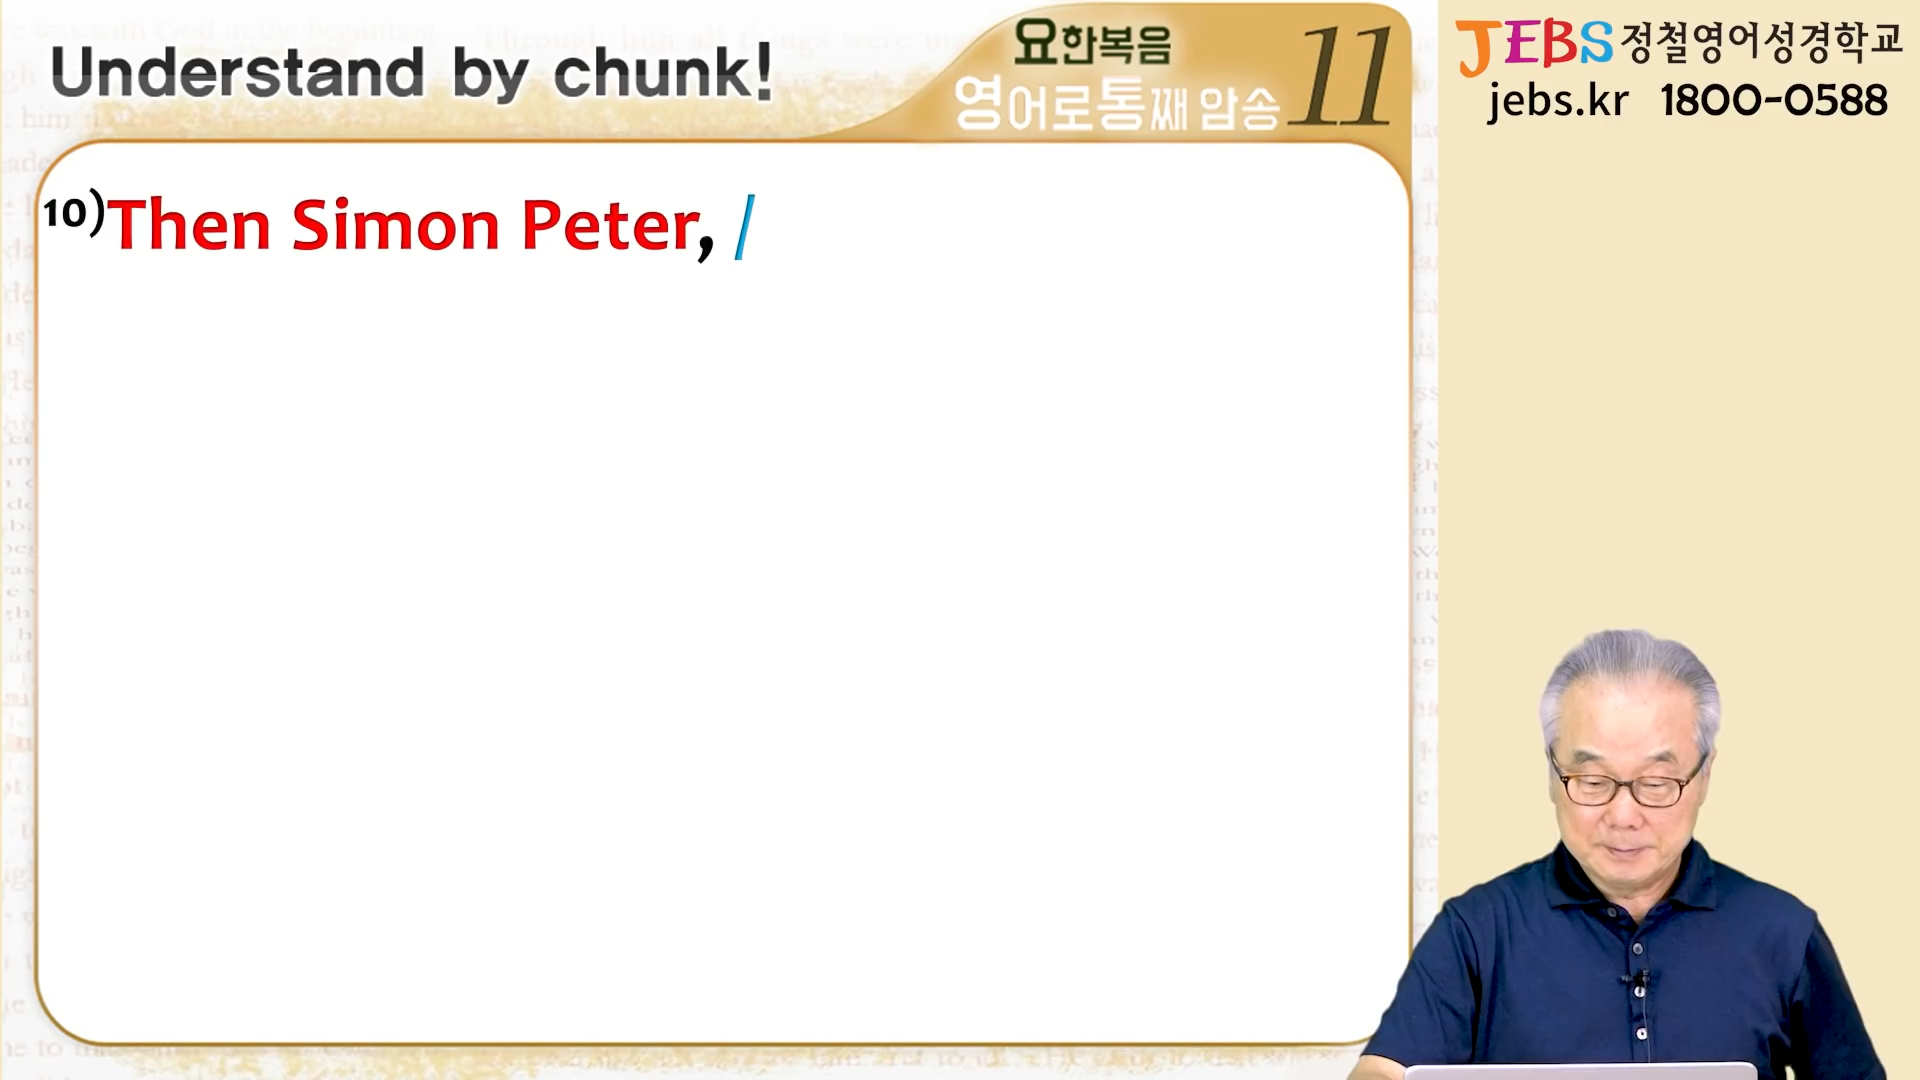 Understand by chunk!
요한복음
영어로통째 암송 11
JEBS 정철영어성경학교
jebs.kr 1800-0588
10)Then Simon Peter, /